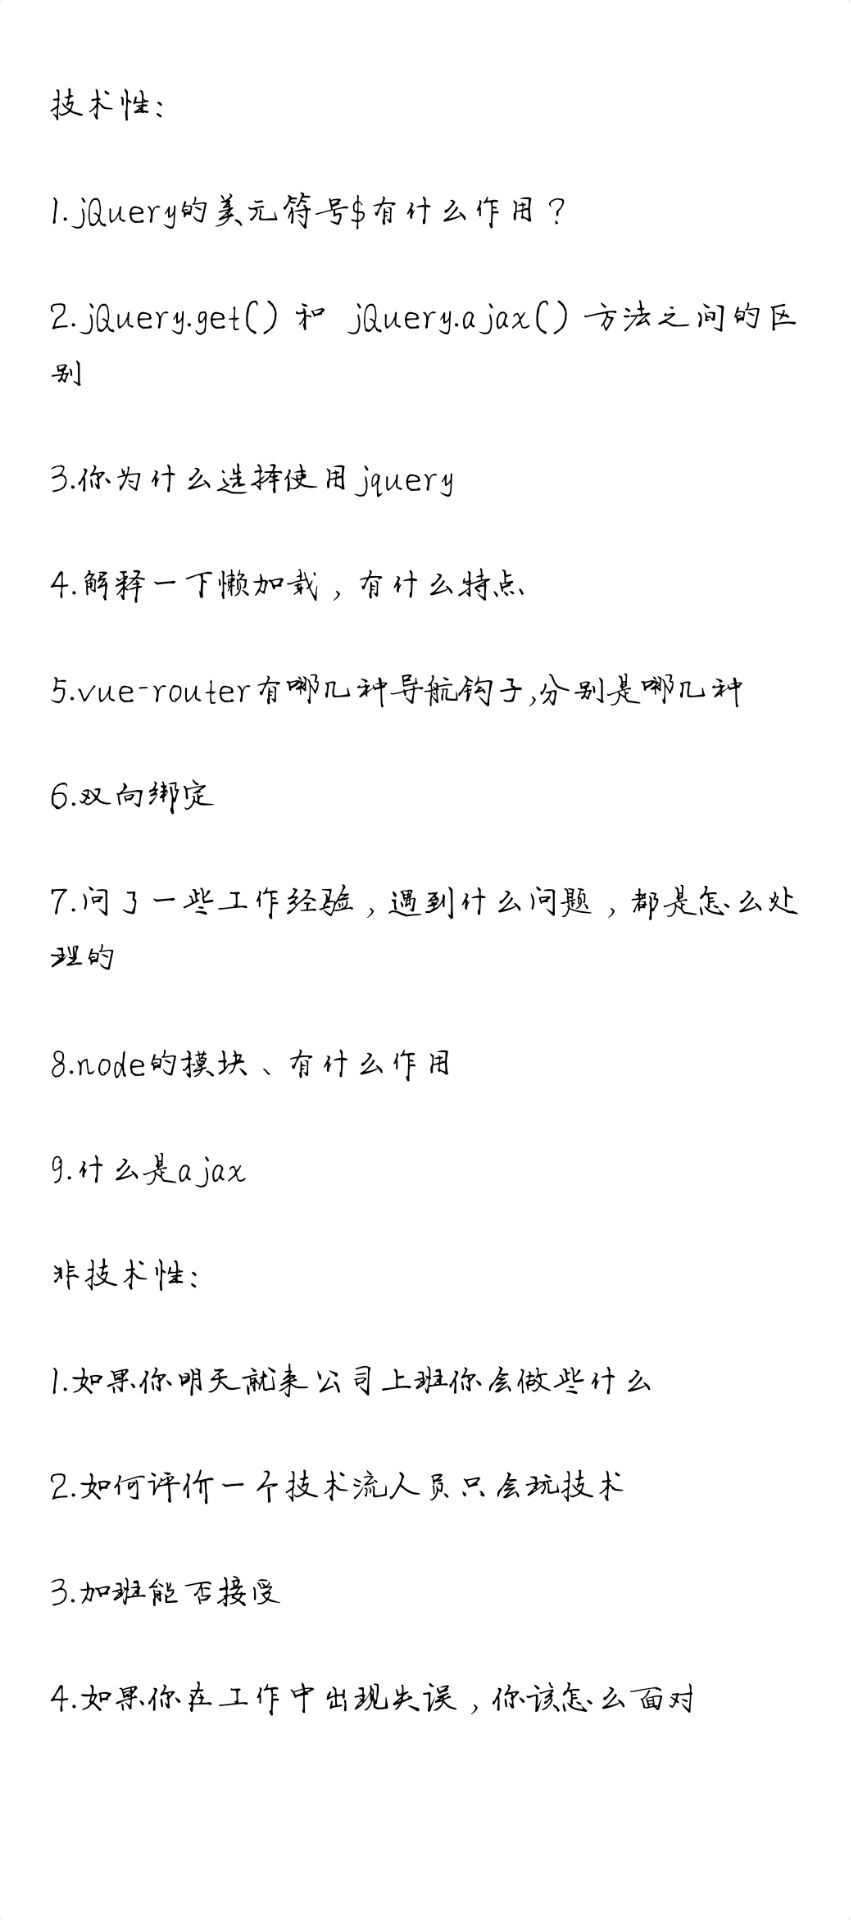 技术性：
1.jQuery的美元符号$有什么作用？
2.jQuery.get() 和 jQuery.ajax() 方法之间的区
别
3.你为什么选择使用jquery
4.解释一下懒加载，有什么特点
5.vue-router有哪几种导航钩子,分别是哪几种
6.双向绑定
7.问了一些工作经验，遇到什么问题，都是怎么处
理的
8.node的模块、有什么作用
9.什么是ajax
非技术性：
1.如果你明天就来公司上班你会做些什么
2.如何评价一个技术流人员只会玩技术
3.加班能否接受
4.如果你在工作中出现失误，你该怎么面对